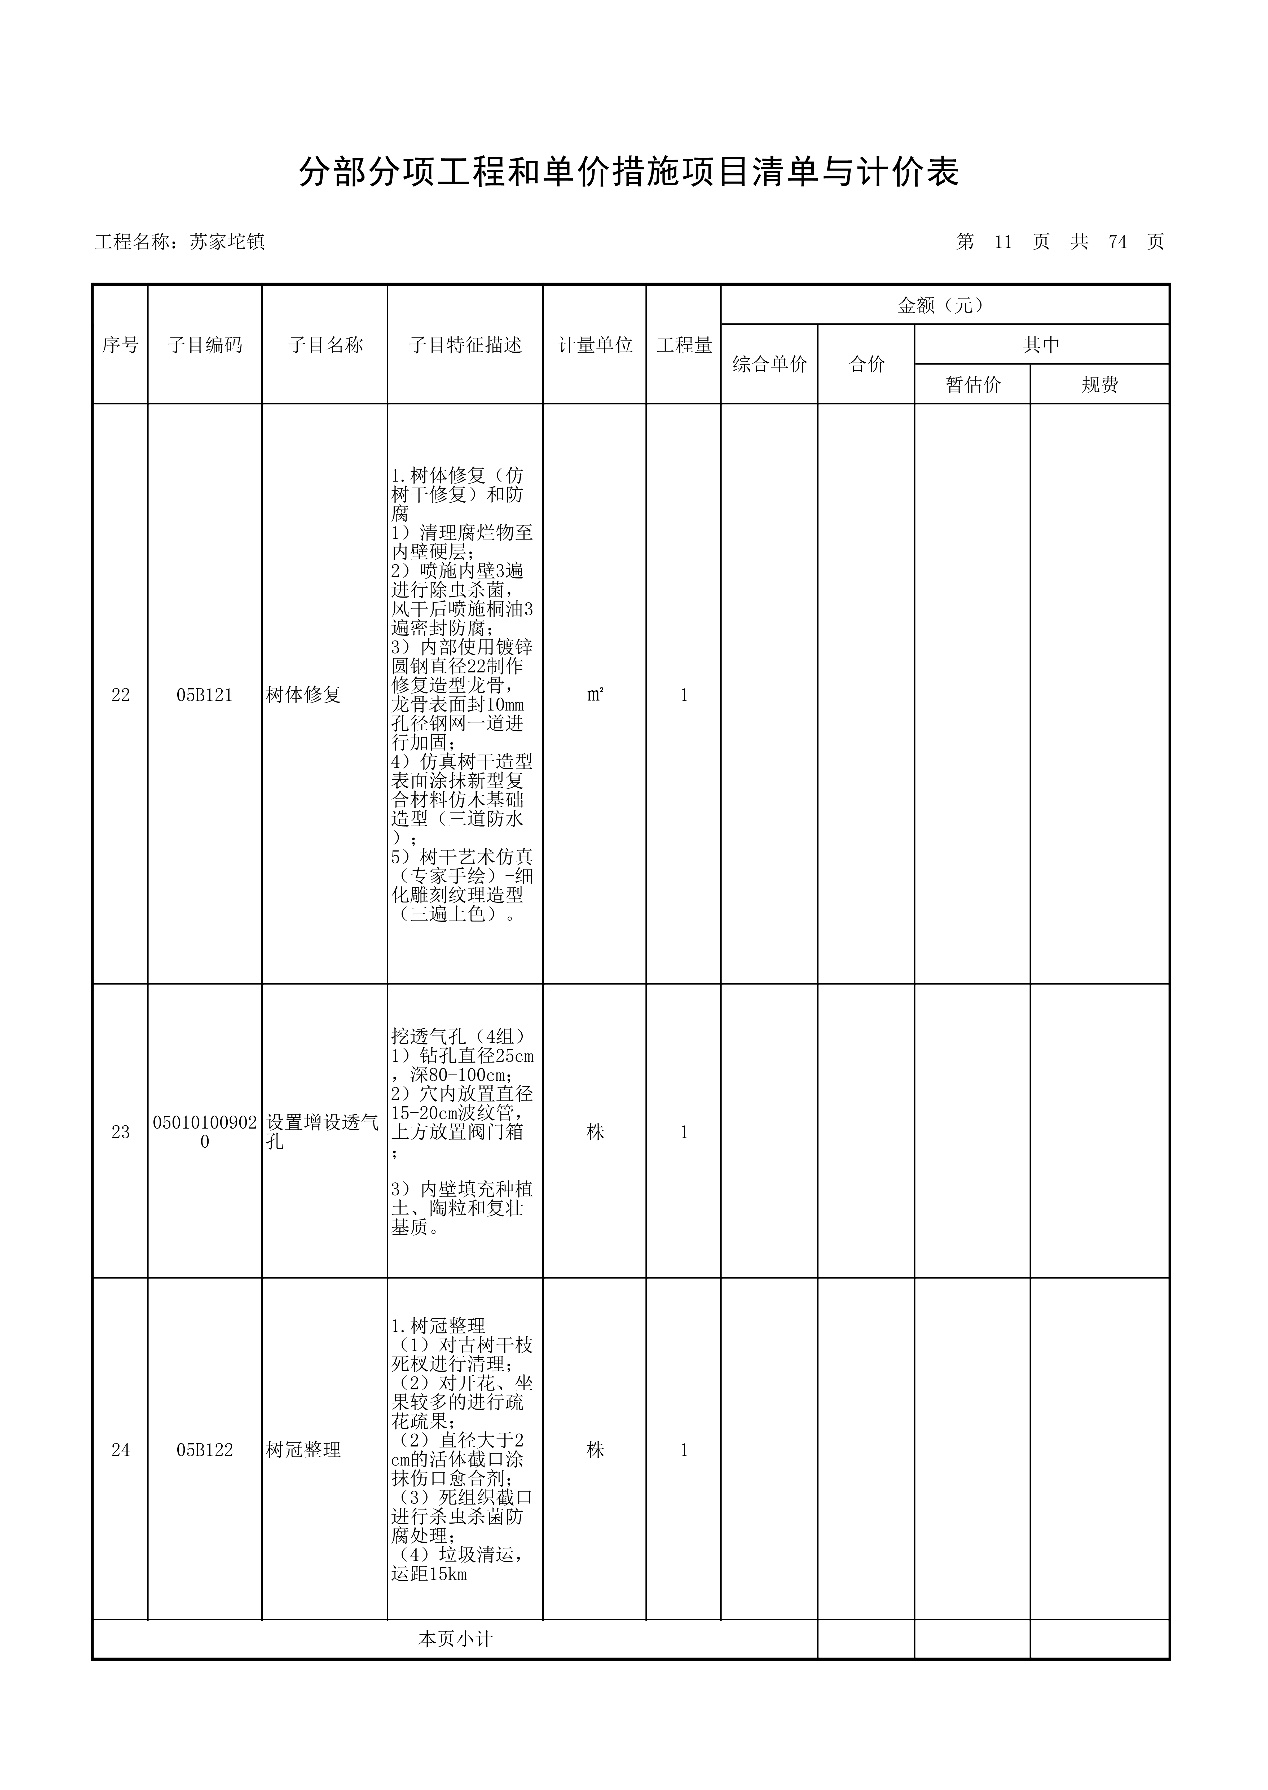 分部分项工程和单价措施项目清单与计价表
工程名称：苏家坨镇
第 11 页 共 74 页
序号
子目编码
子目名称
子目特征描述
计量单位
工程量
金额（元）
综合单价
合价
其中
暂估价
规费
22
05B121
树体修复
1.树体修复（仿
树干修复）和防
腐
1）清理腐烂物至
内壁硬层；
2）喷施内壁3遍
进行除虫杀菌，
风干后喷施桐油3
遍密封防腐；
3）内部使用镀锌
圆钢直径22制作
修复造型龙骨，
龙骨表面封10mm
孔径钢网一道进
行加固；
4）仿真树干造型
表面涂抹新型复
合材料仿木基础
造型（三道防水
）；
5）树干艺术仿真
（专家手绘）-细
化雕刻纹理造型
（三遍上色）。
m²
1
23
05010100902
0
设置增设透气
孔
挖透气孔（4组）
1）钻孔直径25cm
，深80-100cm；
2）穴内放置直径
15-20cm波纹管，
上方放置阀门箱
；
3）内壁填充种植
土、陶粒和复壮
基质。
株
1
24
05B122
树冠整理
1.树冠整理
（1）对古树干枝
死杈进行清理；
（2）对开花、坐
果较多的进行疏
花疏果；
（2）直径大于2
cm的活体截口涂
抹伤口愈合剂；
（3）死组织截口
进行杀虫杀菌防
腐处理；
（4）垃圾清运，
运距15km
株
1
本页小计